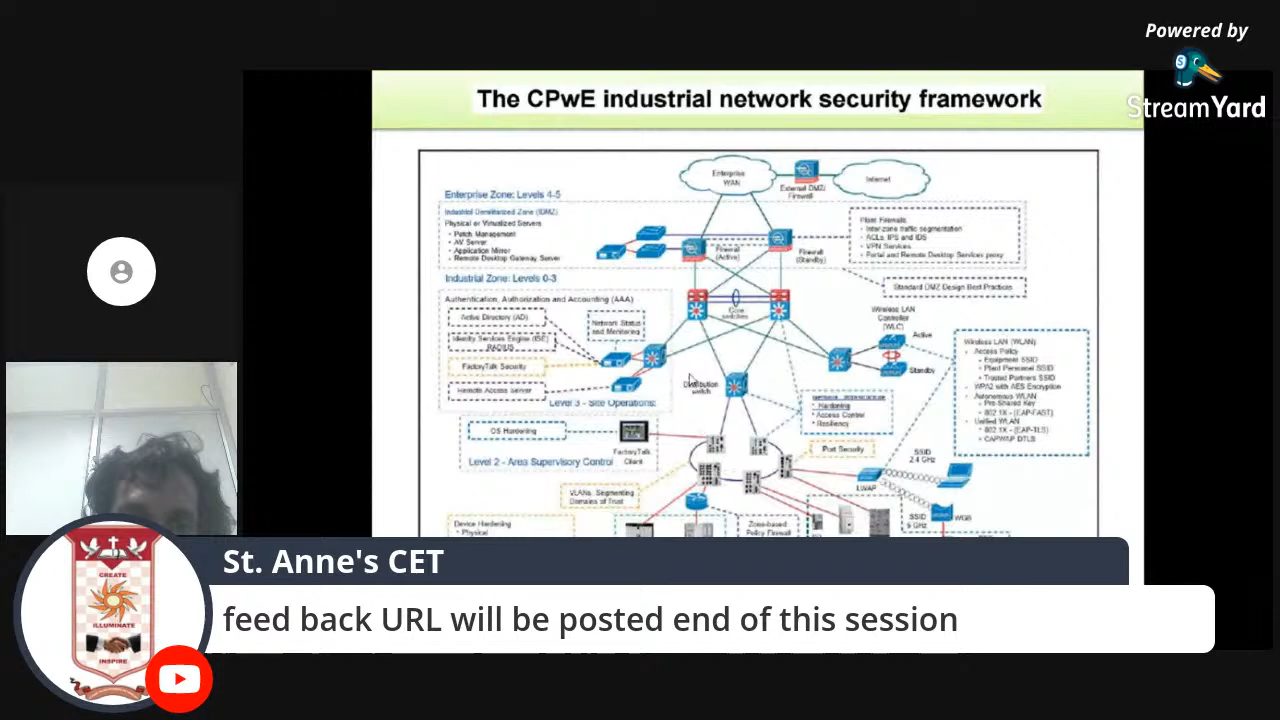 Powered by
StreamYard
The CPwE industrial network security framework
Enterprise
WAN
External DMZ/
Firewall
Internet
Enterprise Zone: Levels 4-5
Industrial Demilitarized Zone (IDMZ)
Physical or Virtualized Servers
• Patch Management
• AV Server
• Application Mirror
• Remote Desktop Gateway Server
Firewall
(Active)
Firewall
(Standby)
Plant Firewalls
• Inter-zone traffic segmentation
• ACLs, IPS and IDS
• VPN Services
• Portal and Remote Desktop Services proxy
Industrial Zone: Levels 0-3
Standard DMZ Design Best Practices
Authentication, Authorization and Accounting (AAA)
Active Directory (AD)
Identity Services Engine (ISE)
RADIUS
FactoryTalk Security
Remote Access Server
Network Status
and Monitoring
Core
switches
Wireless LAN
Controller
(WLC)
Active
Standby
Distribution
switch
Level 3 - Site Operations:
• Hardening
• Access Control
• Resiliency
Wireless LAN (WLAN)
• Access Policy
• Equipment SSID
• Plant Personnel SSID
• Trusted Partners SSID
• WPA2 with AES Encryption
• Autonomous WLAN
• Pre-Shared Key
• 802.1X - (EAP-FAST)
• Unified WLAN
• 802.1X - (EAP-TLS)
• CAPWAP DTLS
OS Hardening
FactoryTalk
Client
Level 2 - Area Supervisory Control
Port Security
SSID
2.4 GHz
LWAP
VLANs, Segmenting
Domains of Trust
SSID
5 GHz
WGB
Device Hardening
• Physical
Zone-based
Policy Firewall
St. Anne's CET
feed back URL will be posted end of this session
CREATE
ILLUMINATE
INSPIRE